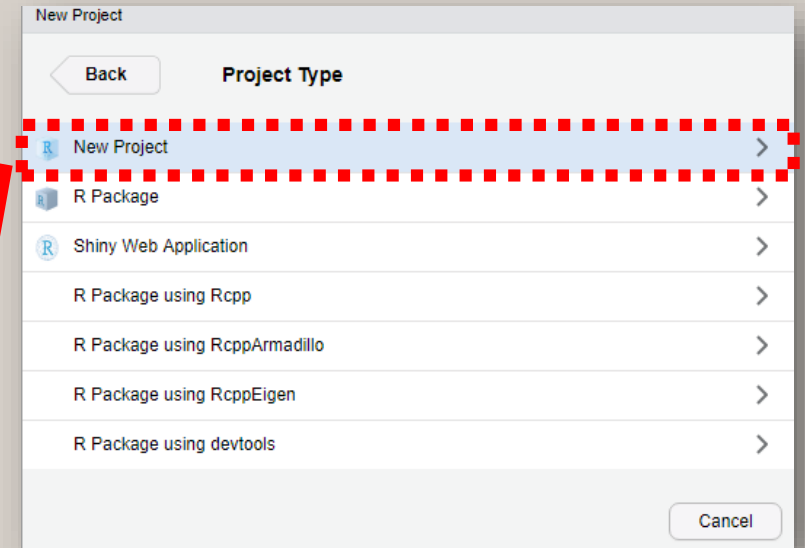 New Project
Back
Project Type
R New Project
R R Package
R Shiny Web Application
R Package using Rcpp
R Package using RcppArmadillo
R Package using RcppEigen
R Package using devtools
Cancel